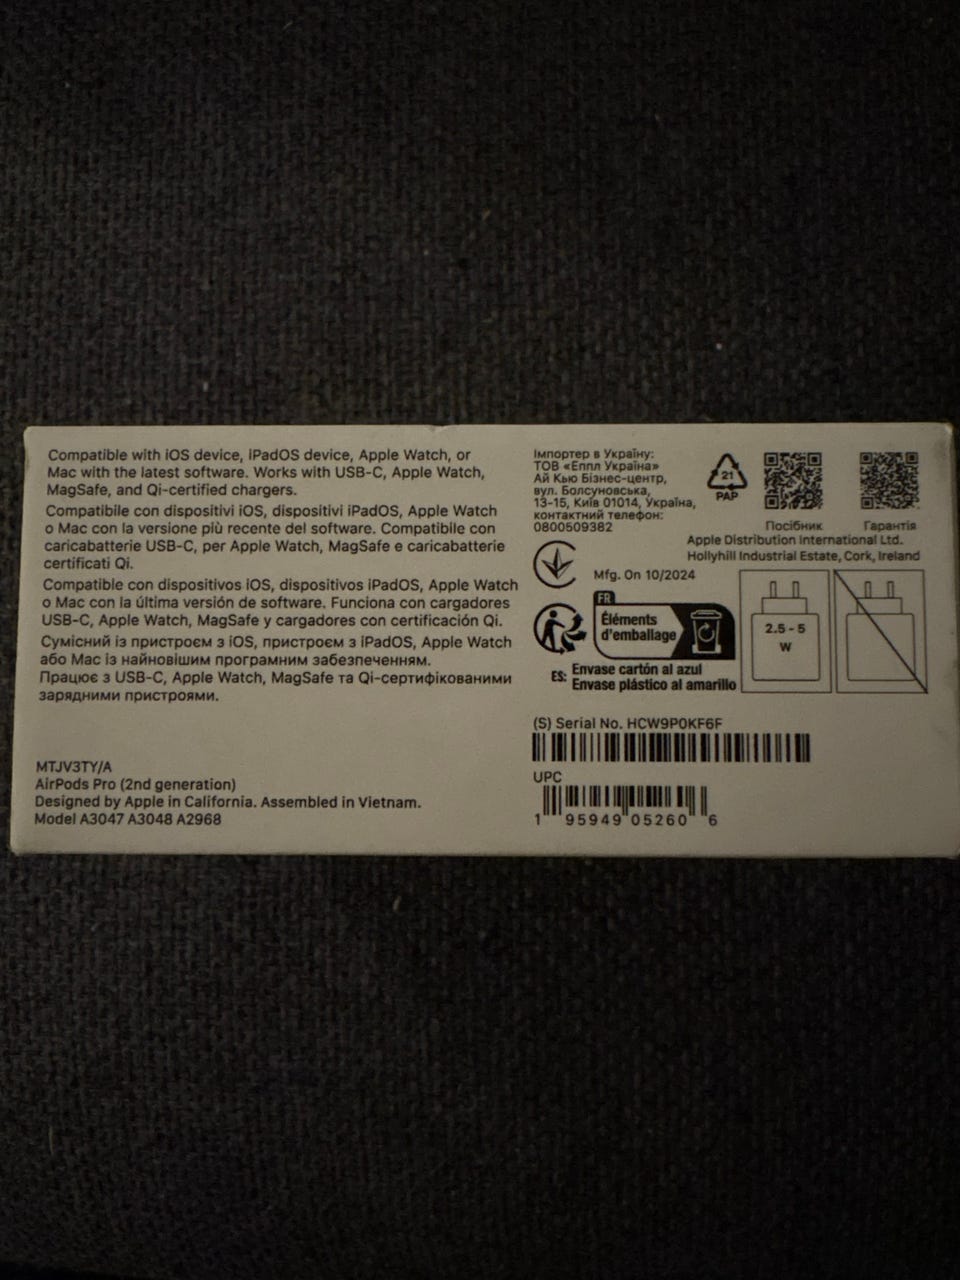 Compatible with iOS device, iPadOS device, Apple Watch, or
Mac with the latest software. Works with USB-C, Apple Watch,
MagSafe, and Qi-certified chargers.
Compatibile con dispositivi iOS, dispositivi iPadOS, Apple Watch
o Mac con la versione più recente del software. Compatibile con
caricabatterie USB-C, per Apple Watch, MagSafe e caricabatterie
certificati Qi.
Compatible con dispositivos iOS, dispositivos iPadOS, Apple Watch
o Mac con la última versión de software. Funciona con cargadores
USB-C, Apple Watch, MagSafe y cargadores con certificación Qi.
Сумісний із пристроєм з iOS, пристроєм з iPadOS, Apple Watch
або Mac із найновішим програмним забезпеченням.
Працює з USB-C, Apple Watch, MagSafe та Qi-сертифікованими
зарядними пристроями.
MTJV3TY/A
AirPods Pro (2nd generation)
Designed by Apple in California. Assembled in Vietnam.
Model A3047 A3048 A2968
Імпортер в Україну:
ТОВ «Еппл Україна»
Ай Кью Бізнес-центр,
вул. Болсуновська,
13-15, Київ 01014, Україна,
контактний телефон:
0800509382
21
PAP
Посібник
Гарантія
Apple Distribution International Ltd.
Hollyhill Industrial Estate, Cork, Ireland
Mfg. On 10/2024
FR
Éléments
d'emballage
ES: Envase cartón al azul
Envase plástico al amarillo
2.5 - 5
W
(S) Serial No. HCW9P0KF6F
UPC
1 95949 05260 6